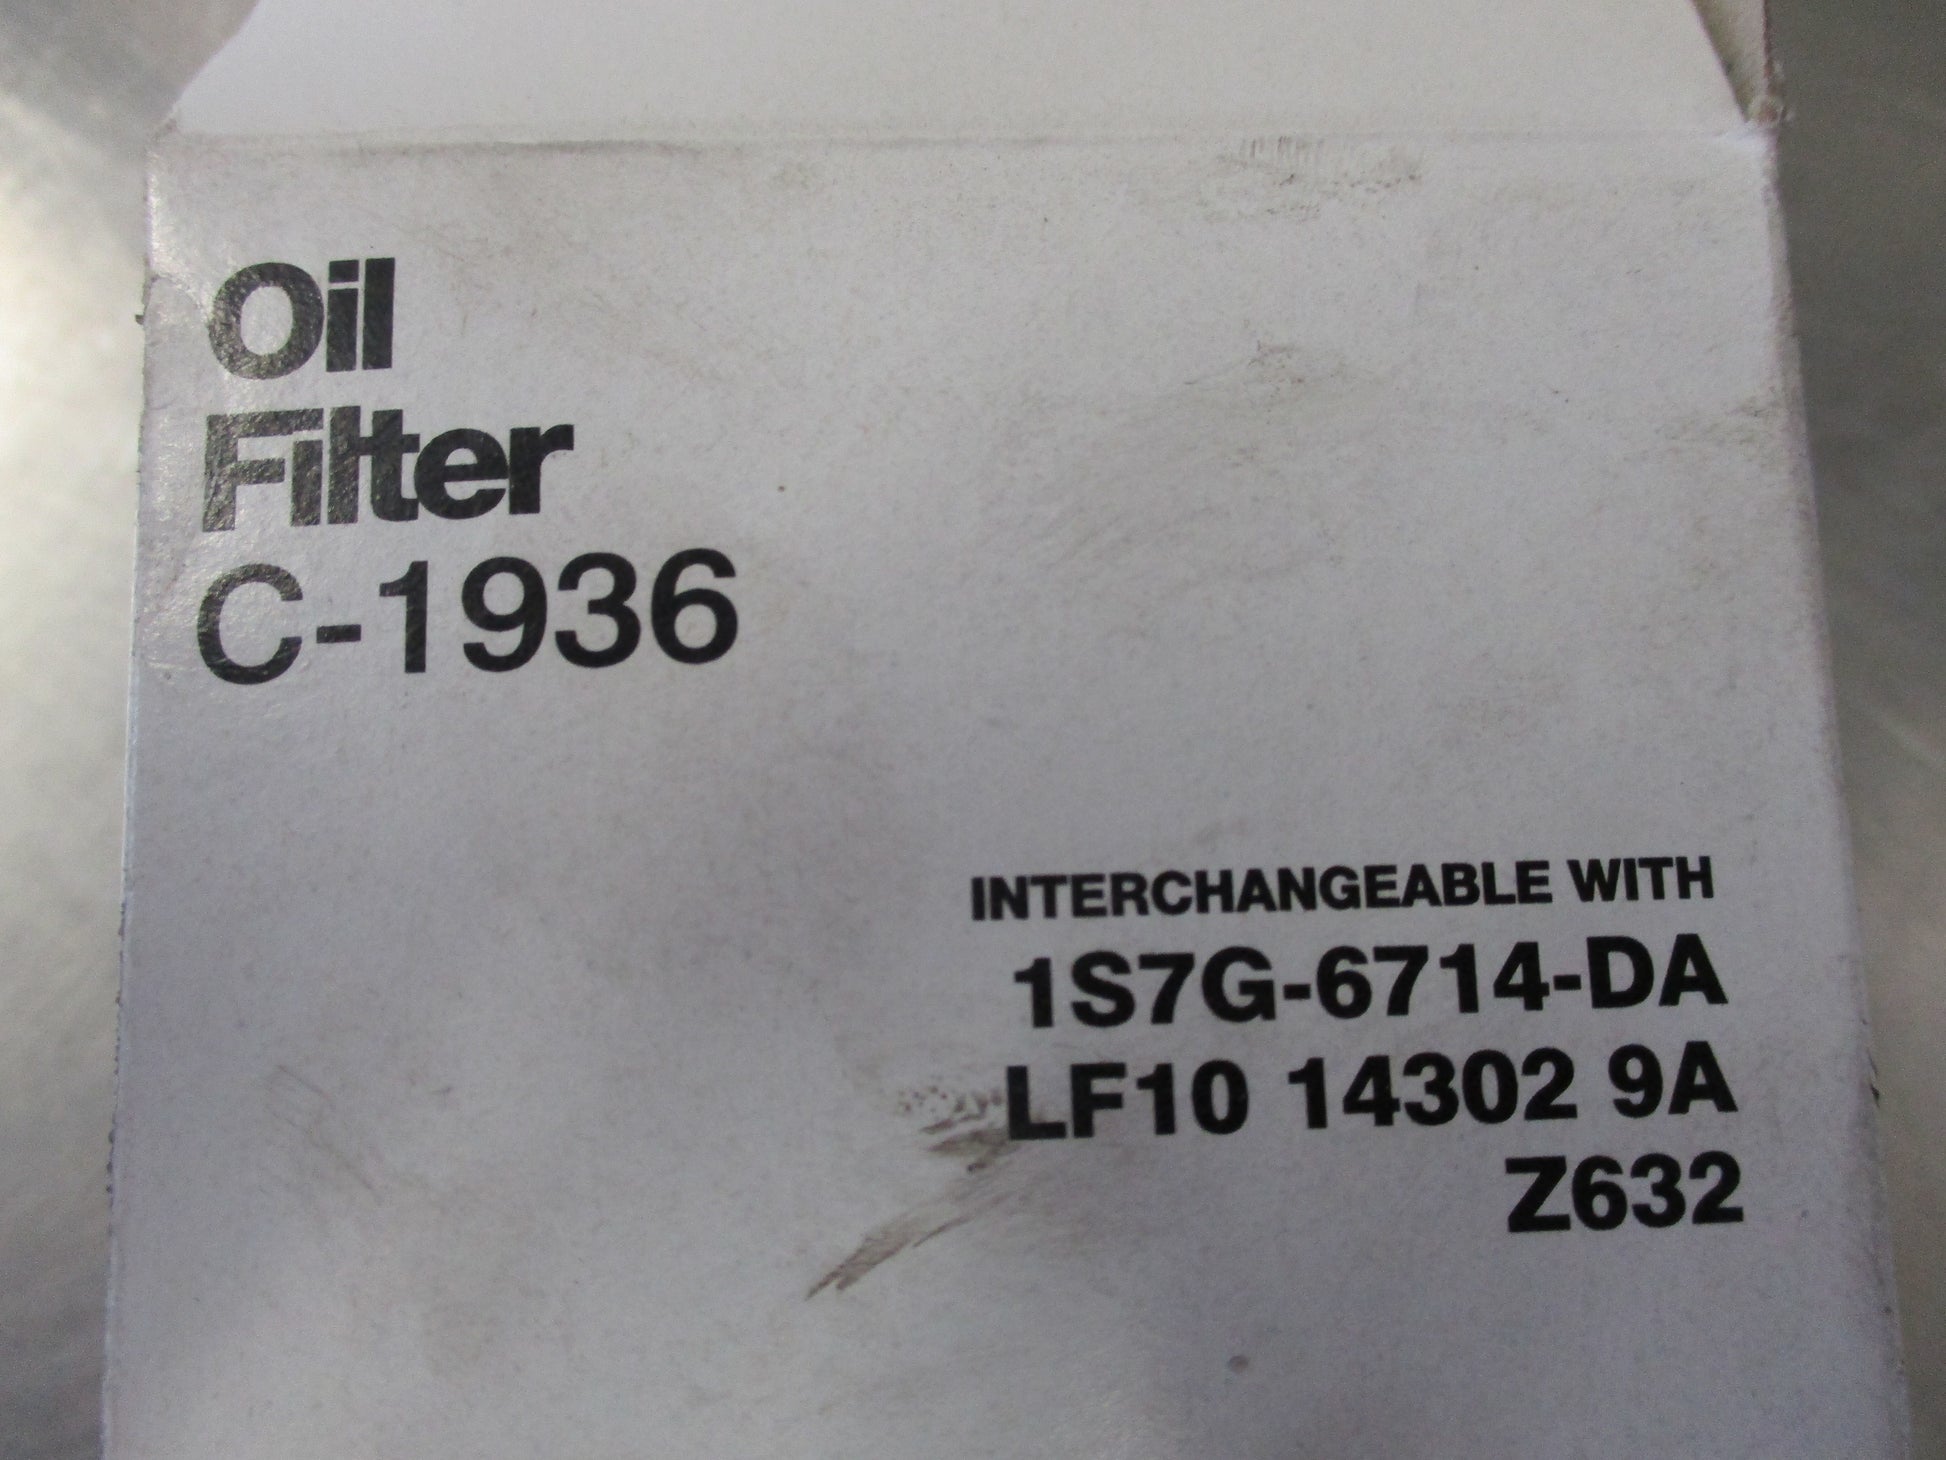 Oil
Filter
C-1936
INTERCHANGEABLE WITH
1S7G-6714-DA
LF10 14302 9A
Z632